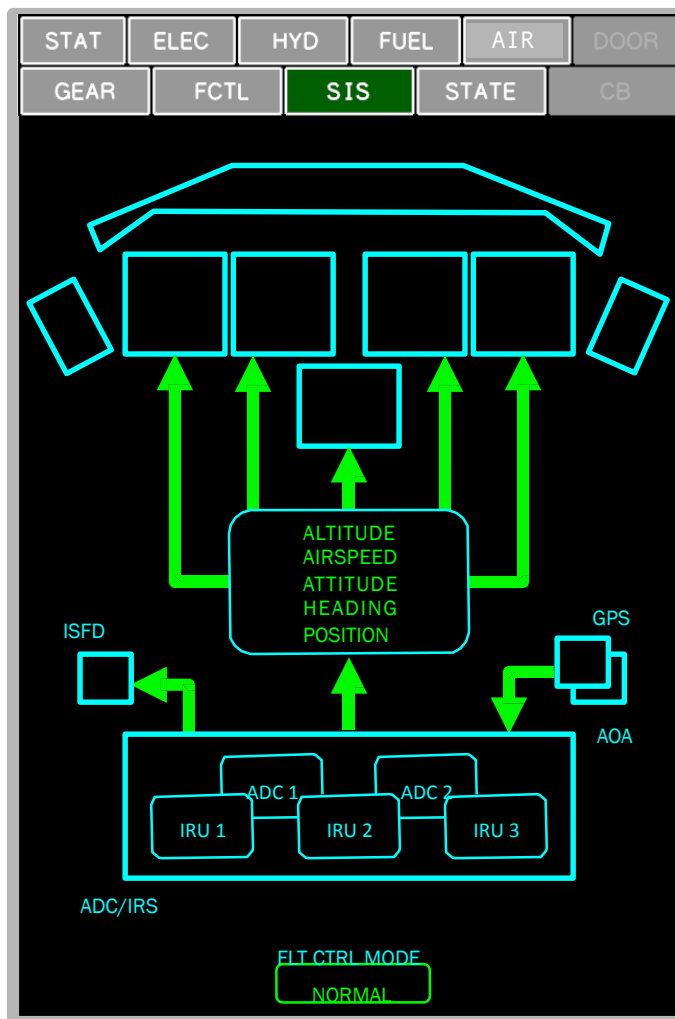 STAT ELEC HYD FUEL AIR DOOR
GEAR FCTL SIS STATE CB
ALTITUDE
AIRSPEED
ATTITUDE
HEADING
POSITION
ISFD
GPS
AOA
ADC 1 ADC 2
IRU 1 IRU 2 IRU 3
ADC/IRS
FLT CTRL MODE
NORMAL